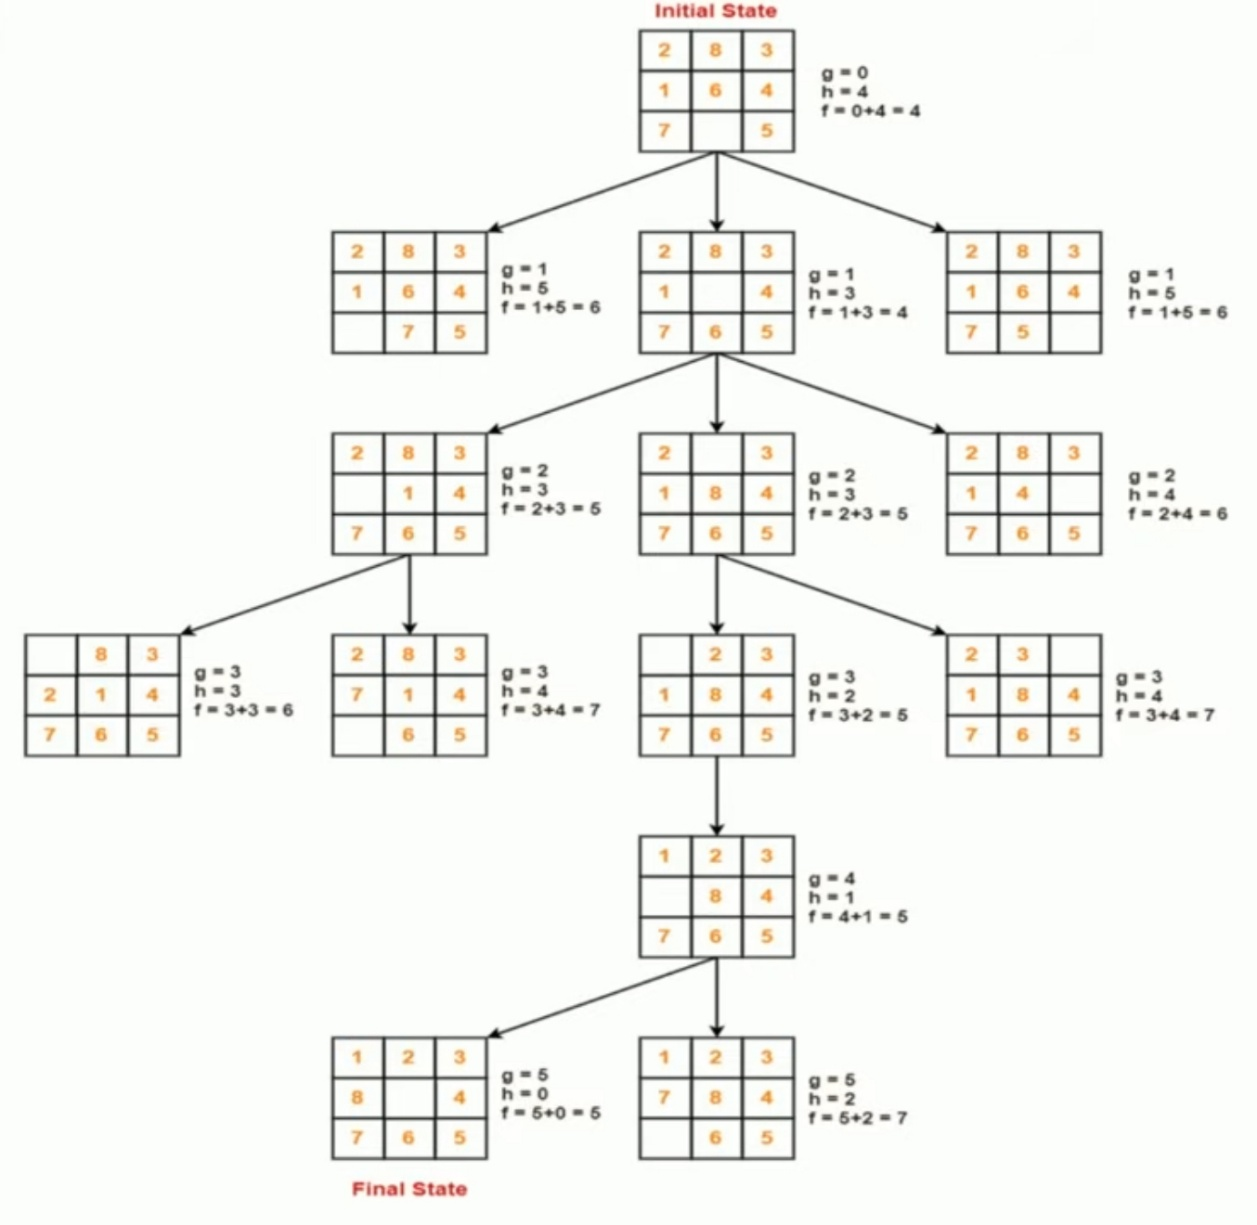 Initial State
2 8 3
1 6 4
7 5
g = 0
h = 4
f = 0+4 = 4
2 8 3
1 6 4
7 5
g = 1
h = 5
f = 1+5 = 6
2 8 3
1 4
7 6 5
g = 1
h = 3
f = 1+3 = 4
2 8 3
1 6 4
7 5
g = 1
h = 5
f = 1+5 = 6
2 8 3
1 4
7 6 5
g = 2
h = 3
f = 2+3 = 5
2 3
1 8 4
7 6 5
g = 2
h = 3
f = 2+3 = 5
2 8 3
1 4
7 6 5
g = 2
h = 4
f = 2+4 = 6
8 3
2 1 4
7 6 5
g = 3
h = 3
f = 3+3 = 6
2 8 3
7 1 4
6 5
g = 3
h = 4
f = 3+4 = 7
2 3
1 8 4
7 6 5
g = 3
h = 2
f = 3+2 = 5
2 3
1 8 4
7 6 5
g = 3
h = 4
f = 3+4 = 7
1 2 3
8 4
7 6 5
g = 4
h = 1
f = 4+1 = 5
1 2 3
8 4
7 6 5
g = 5
h = 0
f = 5+0 = 5
1 2 3
7 8 4
6 5
g = 5
h = 2
f = 5+2 = 7
Final State